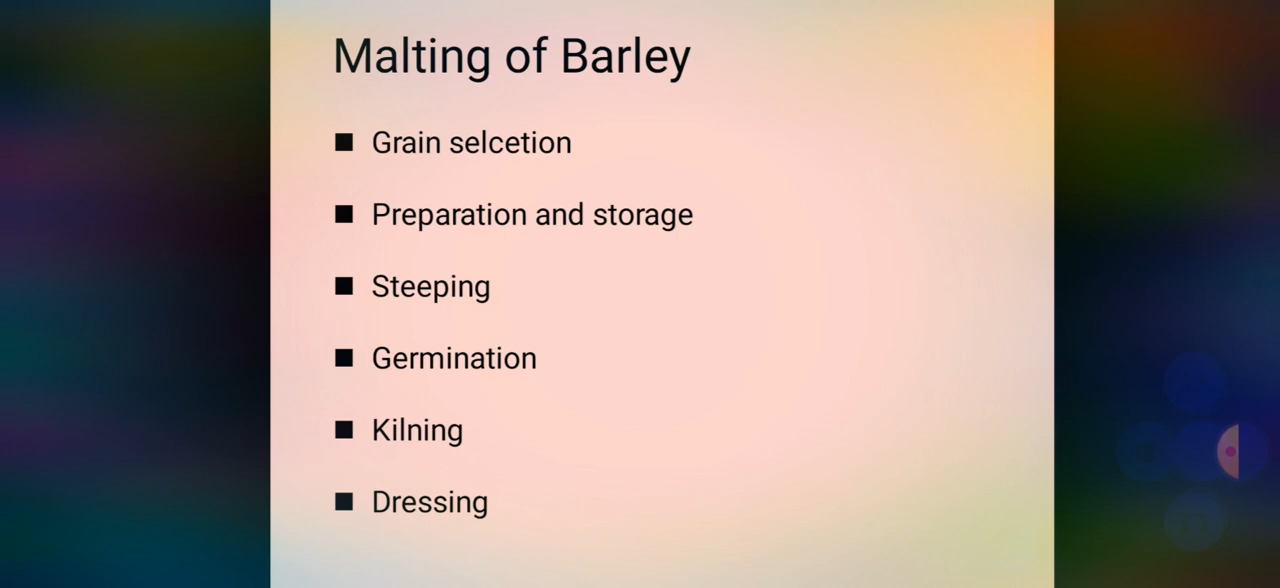 Malting of Barley
■ Grain selcetion
■ Preparation and storage
■ Steeping
■ Germination
■ Kilning
■ Dressing